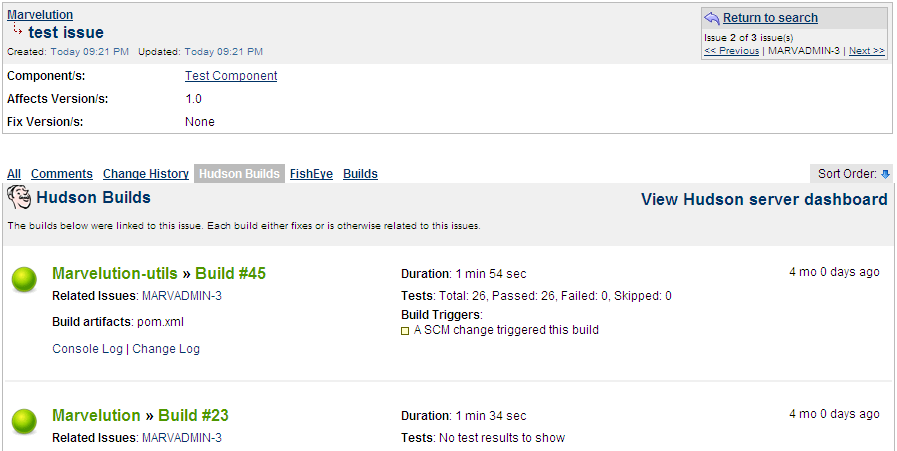 Marvelution
test issue
Created: Today 09:21 PM Updated: Today 09:21 PM
Return to search
Issue 2 of 3 issue(s)
<< Previous | MARVADMIN-3 | Next >>
Component/s: Test Component
Affects Version/s: 1.0
Fix Version/s: None
All Comments Change History Hudson Builds FishEye Builds Sort Order:
Hudson Builds
View Hudson server dashboard
The builds below were linked to this issue. Each build either fixes or is otherwise related to this issues.
Marvelution-utils » Build #45
Related Issues: MARVADMIN-3
Build artifacts: pom.xml
Console Log | Change Log
Duration: 1 min 54 sec
Tests: Total: 26, Passed: 26, Failed: 0, Skipped: 0
Build Triggers:
A SCM change triggered this build
4 mo 0 days ago
Marvelution » Build #23
Related Issues: MARVADMIN-3
Duration: 1 min 34 sec
Tests: No test results to show
4 mo 0 days ago